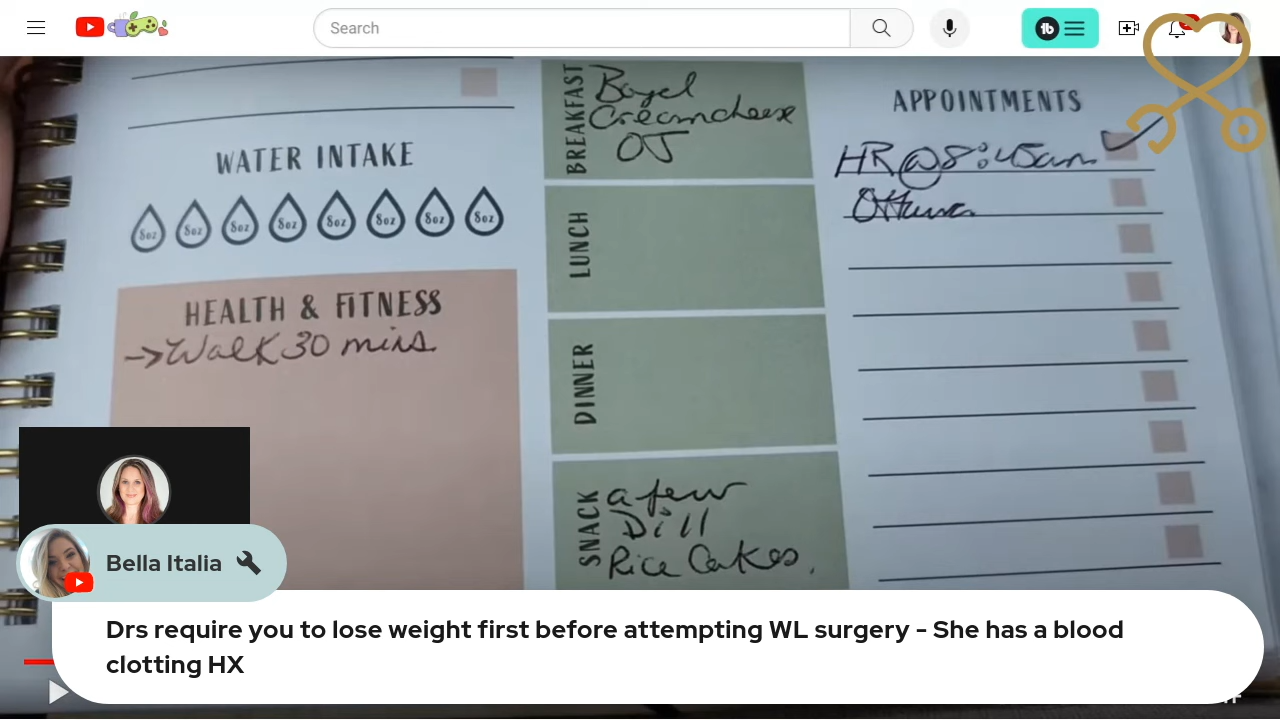 Search
tb
WATER INTAKE
8oz 8oz 8oz 8oz 8oz 8oz 8oz 8oz
HEALTH & FITNESS
→Walk 30 mins.
BREAKFAST
Bagel
Creamcheese
OJ
LUNCH
DINNER
SNACK
a few
Dill
Rice Cakes.
APPOINTMENTS
HR @ 8:45am
Ottawa
Bella Italia
Drs require you to lose weight first before attempting WL surgery - She has a blood
clotting HX